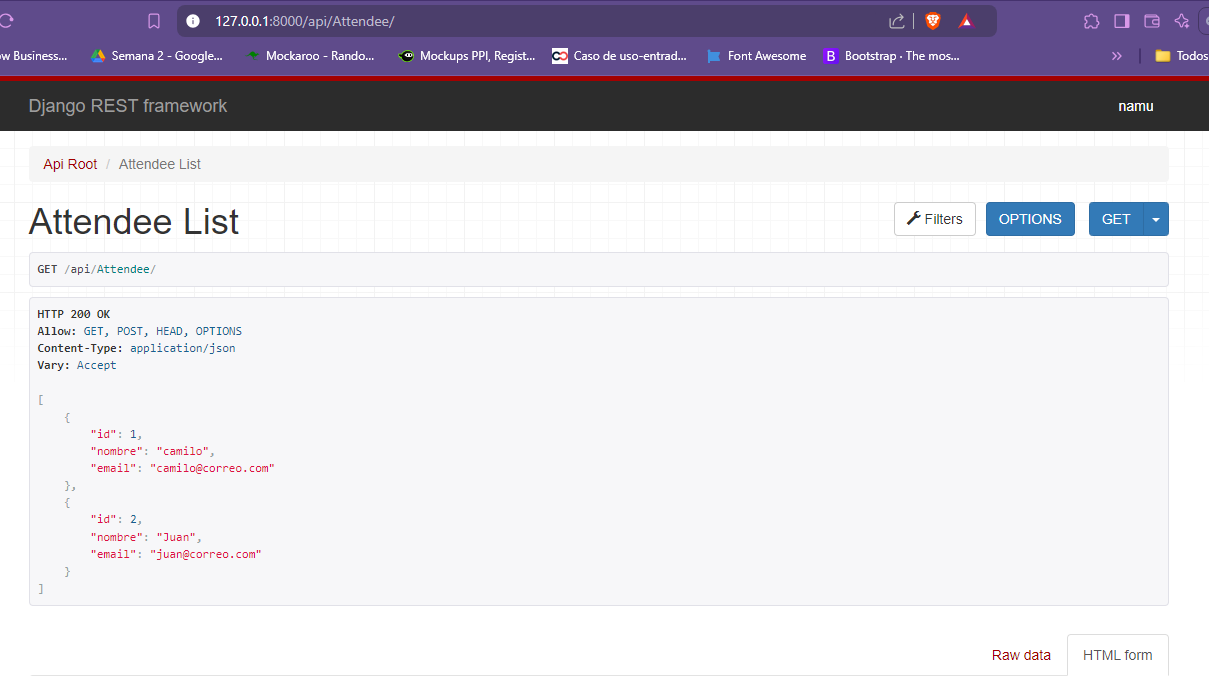 127.0.0.1:8000/api/Attendee/
ow Business... Semana 2 - Google... Mockaroo - Rando... Mockups PPI, Regist... Caso de uso-entrad... Font Awesome B Bootstrap · The mos... » Todos
Django REST framework namu
Api Root / Attendee List
Attendee List Filters OPTIONS GET
GET /api/Attendee/
HTTP 200 OK
Allow: GET, POST, HEAD, OPTIONS
Content-Type: application/json
Vary: Accept
[
{
"id": 1,
"nombre": "camilo",
"email": "camilo@correo.com"
},
{
"id": 2,
"nombre": "Juan",
"email": "juan@correo.com"
}
]
Raw data HTML form